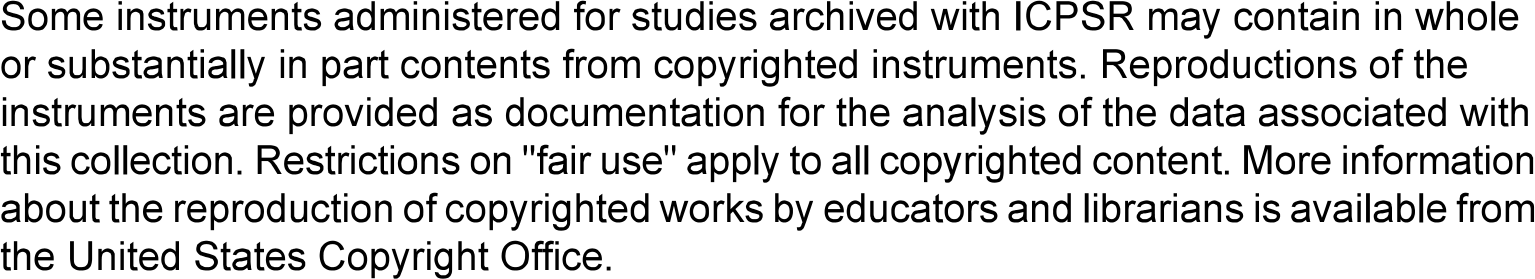 Some instruments administered for studies archived with ICPSR may contain in whole
or substantially in part contents from copyrighted instruments. Reproductions of the
instruments are provided as documentation for the analysis of the data associated with
this collection. Restrictions on "fair use" apply to all copyrighted content. More information
about the reproduction of copyrighted works by educators and librarians is available from
the United States Copyright Office.